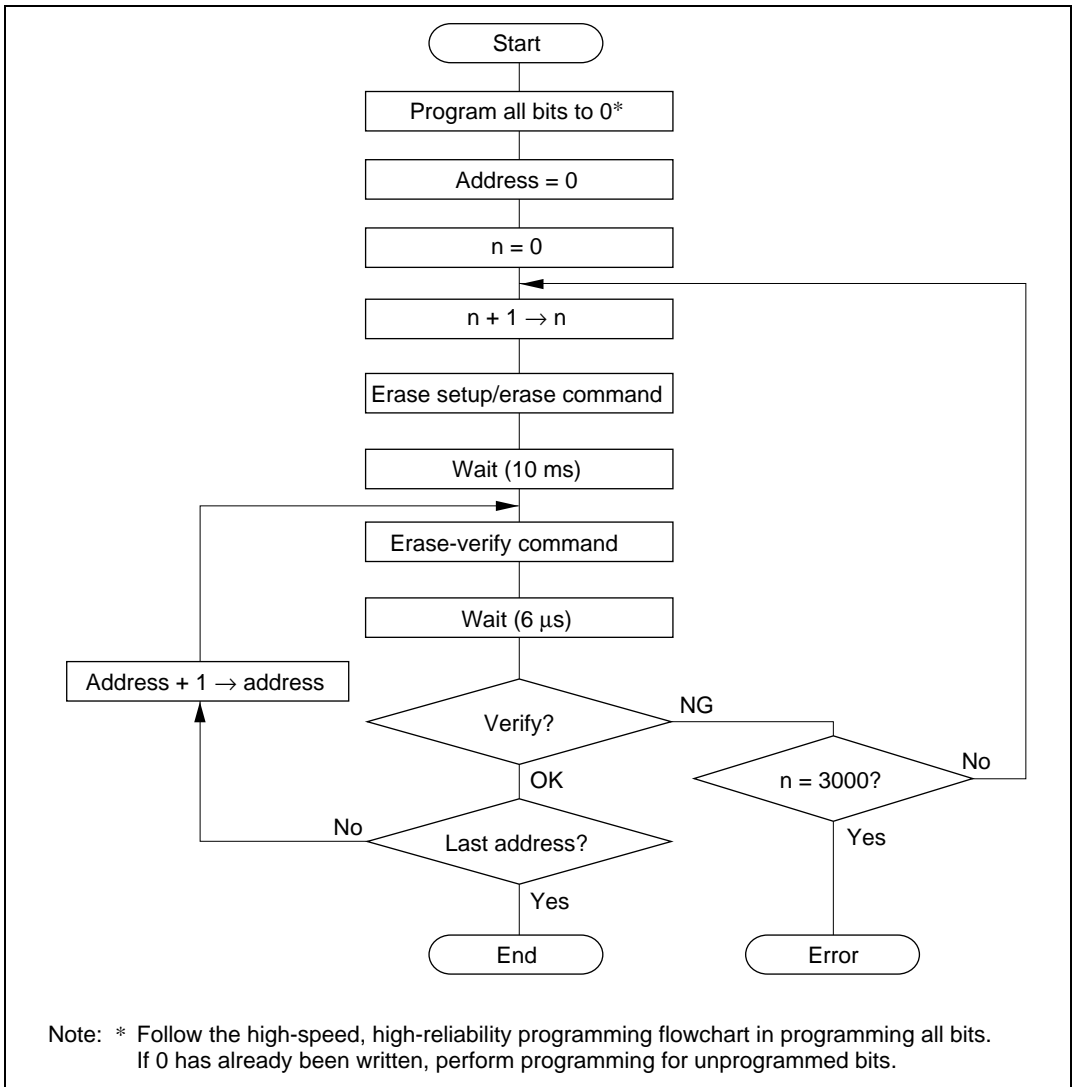 Start
Program all bits to 0*
Address = 0
n = 0
n + 1 → n
Erase setup/erase command
Wait (10 ms)
Erase-verify command
Wait (6 μs)
Address + 1 → address
Verify?
NG
OK
n = 3000?
No
Yes
Last address?
No
Yes
End
Error
Note: * Follow the high-speed, high-reliability programming flowchart in programming all bits.
If 0 has already been written, perform programming for unprogrammed bits.